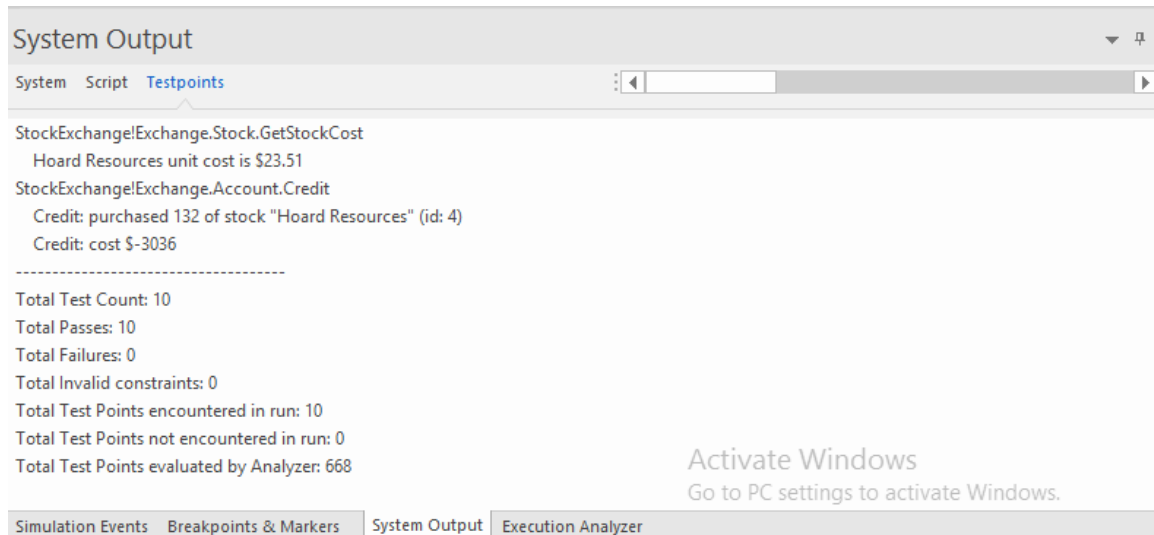 System Output
System Script Testpoints
StockExchange!Exchange.Stock.GetStockCost
Hoard Resources unit cost is $23.51
StockExchange!Exchange.Account.Credit
Credit: purchased 132 of stock "Hoard Resources" (id: 4)
Credit: cost $-3036
-------------------------------------
Total Test Count: 10
Total Passes: 10
Total Failures: 0
Total Invalid constraints: 0
Total Test Points encountered in run: 10
Total Test Points not encountered in run: 0
Total Test Points evaluated by Analyzer: 668
Activate Windows
Go to PC settings to activate Windows.
Simulation Events Breakpoints & Markers System Output Execution Analyzer